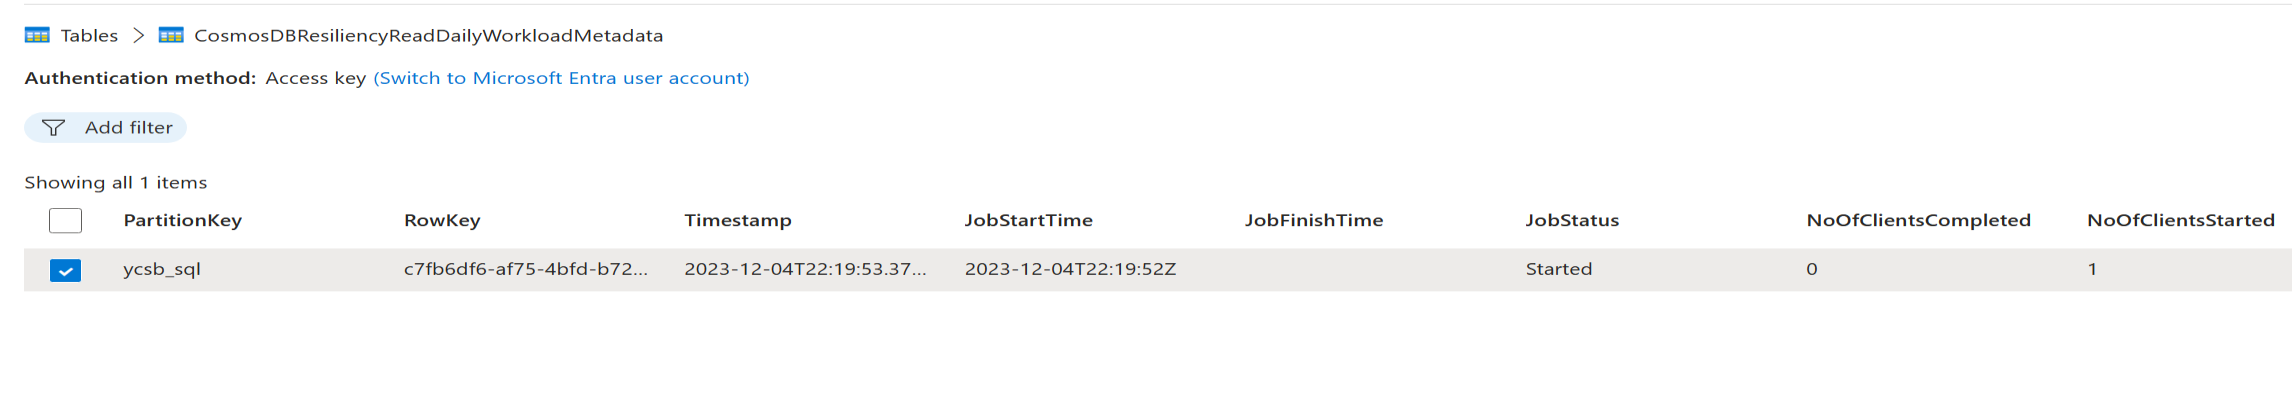 Tables > CosmosDBResiliencyReadDailyWorkloadMetadata
Authentication method: Access key (Switch to Microsoft Entra user account)
Add filter
Showing all 1 items
PartitionKey RowKey Timestamp JobStartTime JobFinishTime JobStatus NoOfClientsCompleted NoOfClientsStarted
ycsb_sql c7fb6df6-af75-4bfd-b72... 2023-12-04T22:19:53.37... 2023-12-04T22:19:52Z Started 0 1